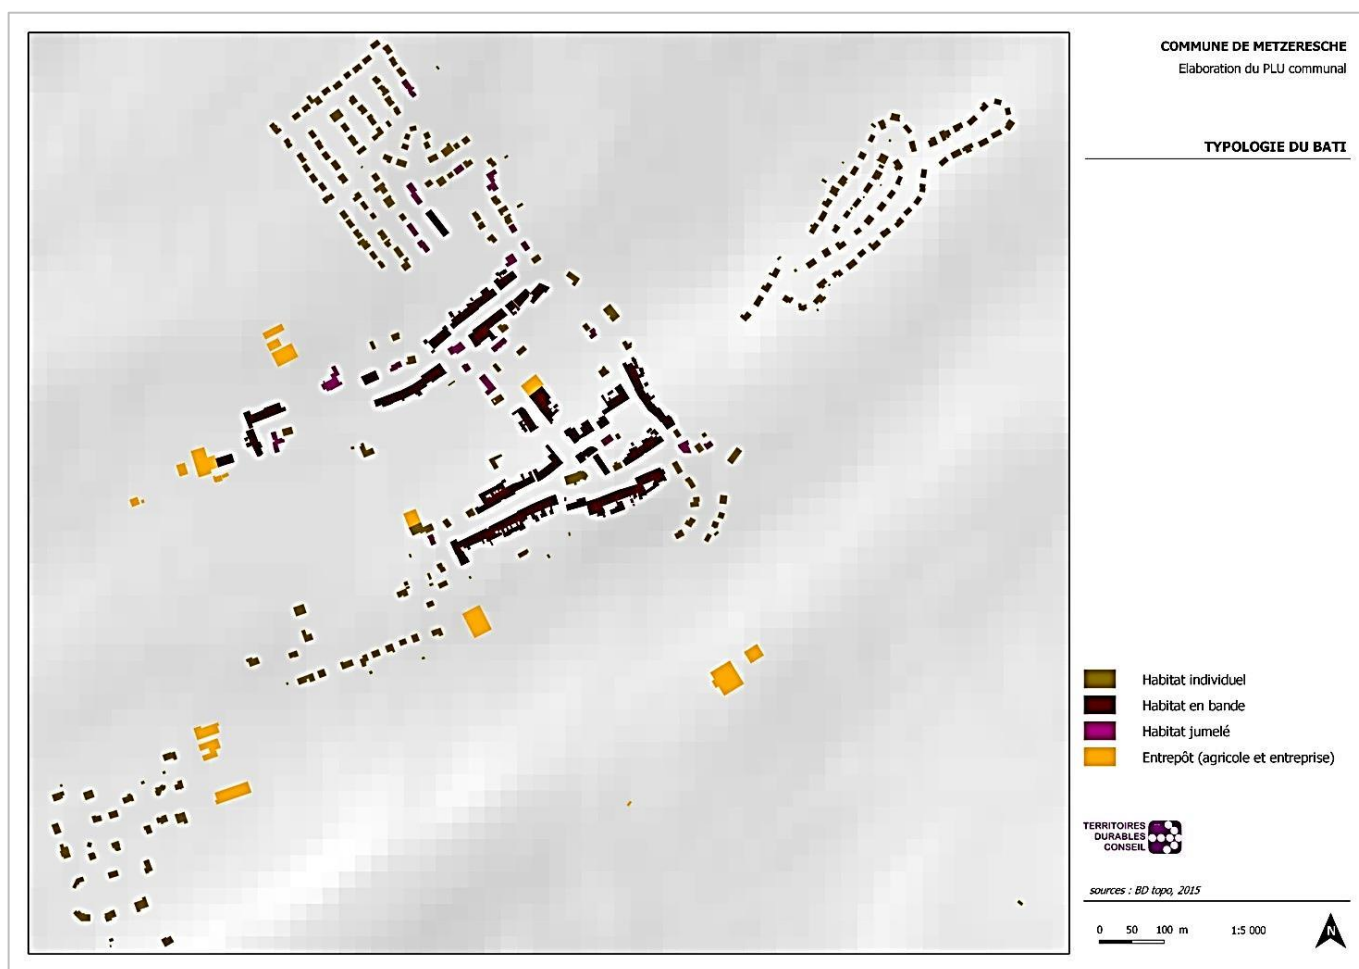 COMMUNE DE METZERESCHE
Elaboration du PLU communal
TYPOLOGIE DU BATI
Habitat individuel
Habitat en bande
Habitat jumelé
Entrepôt (agricole et entreprise)
TERRITOIRES
DURABLES
CONSEIL
sources : BD topo, 2015
0 50 100 m 1:5 000
N